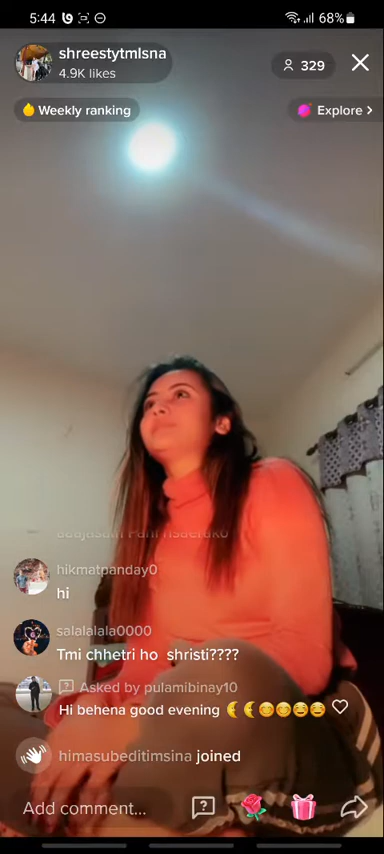 5:44
68%
shreestytmlsna
4.9K likes
329
Weekly ranking
Explore >
hikmatpanday0
hi
salalalala0000
Tmi chhetri ho shristi????
Asked by pulamibinay10
Hi behena good evening 🌜🌜😊😊😂😂
himasubeditimsina joined
Add comment...